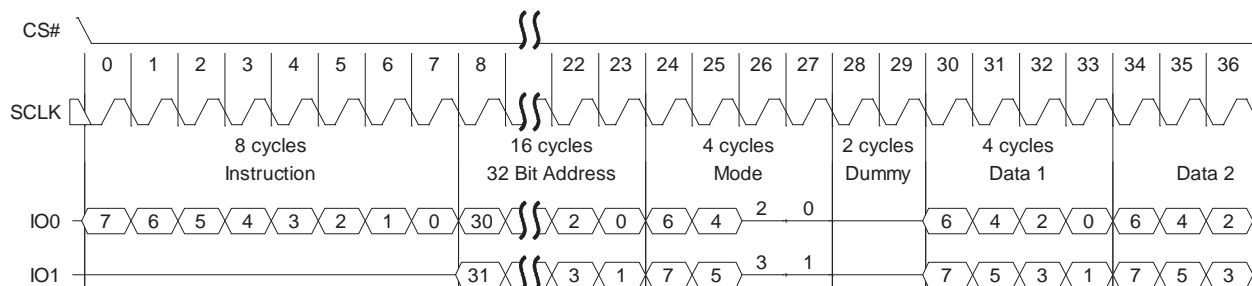 CS#
0 1 2 3 4 5 6 7 8 22 23 24 25 26 27 28 29 30 31 32 33 34 35 36
SCLK
8 cycles 16 cycles 4 cycles 2 cycles 4 cycles
Instruction 32 Bit Address Mode Dummy Data 1 Data 2
IO0 7 6 5 4 3 2 1 0 30 2 0 6 4 2 0 6 4 2 0 6 4 2
IO1 31 3 1 7 5 3 1 7 5 3 1 7 5 3